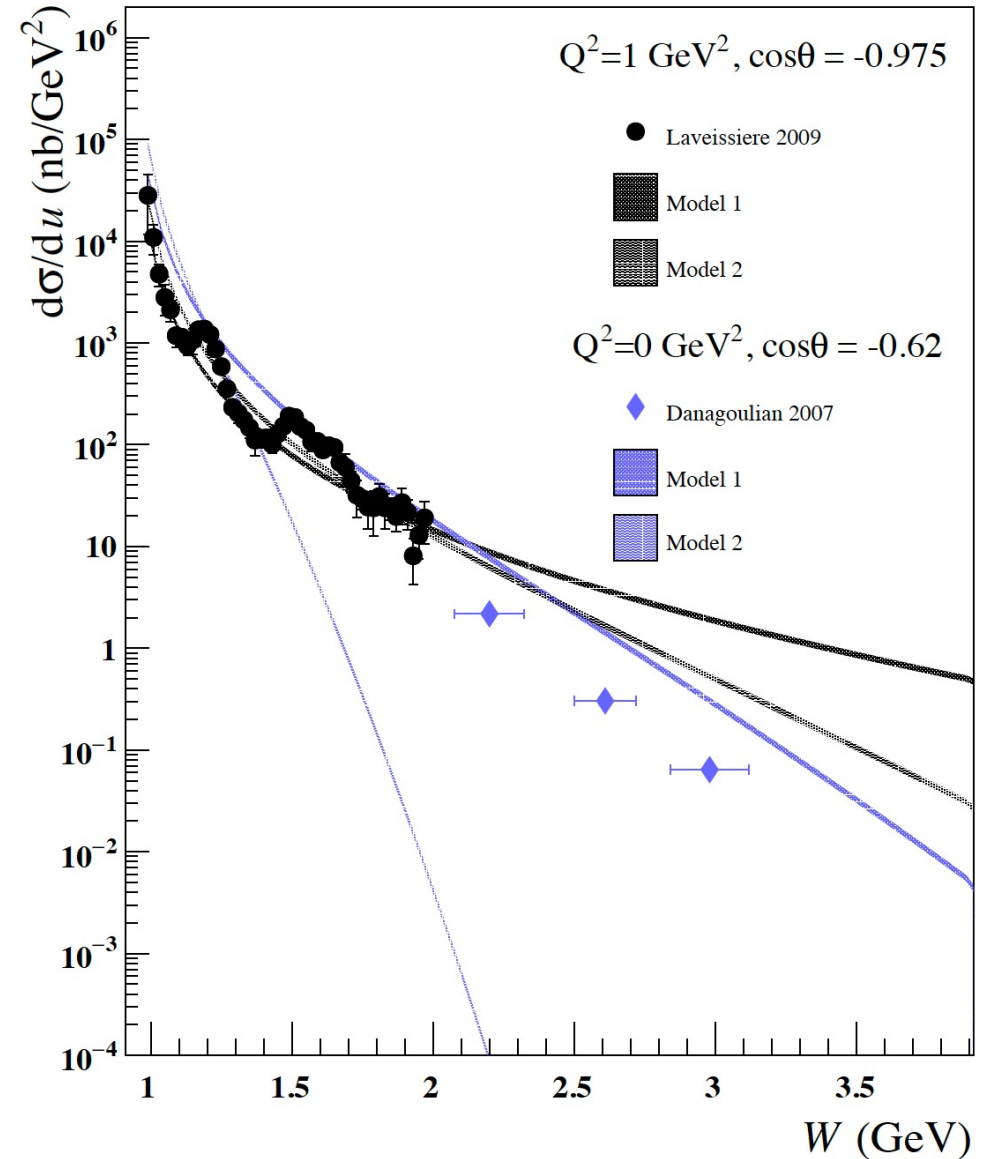 dσ/du (nb/GeV²)
10⁶
10⁵
10⁴
10³
10²
10
1
10⁻¹
10⁻²
10⁻³
10⁻⁴
Q²=1 GeV², cosθ = -0.975
Laveissiere 2009
Model 1
Model 2
Q²=0 GeV², cosθ = -0.62
Danagoulian 2007
Model 1
Model 2
1 1.5 2 2.5 3 3.5
W (GeV)